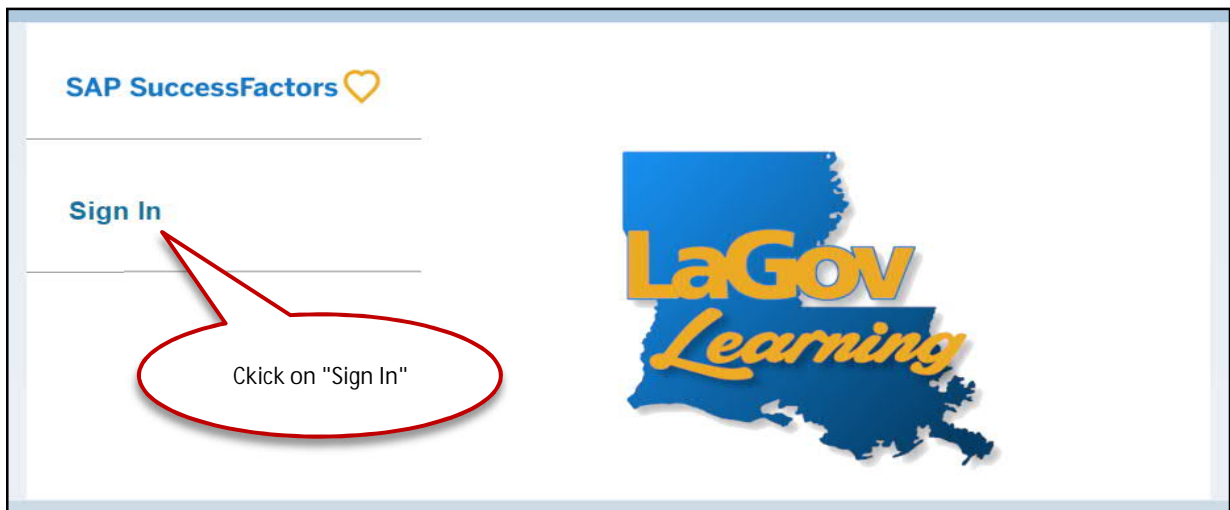 SAP SuccessFactors
Sign In
LaGov
Learning
Ckick on "Sign In"